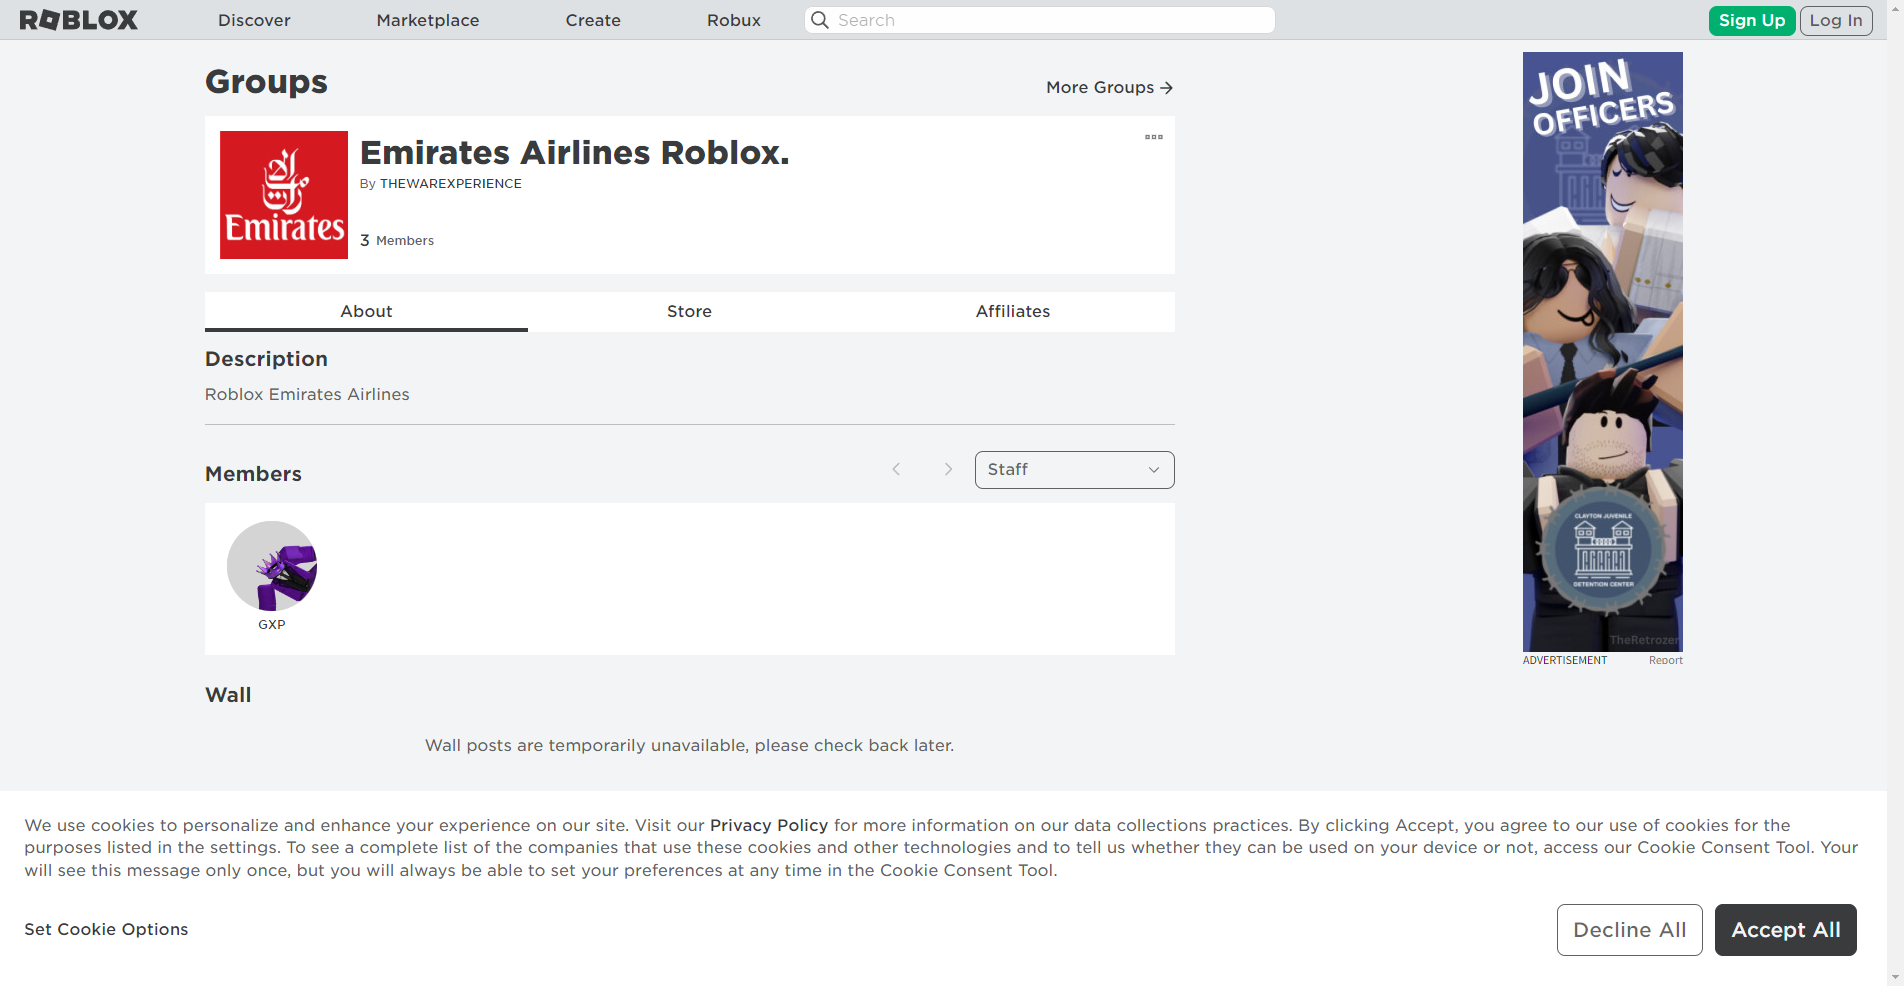 ROBLOX
Discover
Marketplace
Create
Robux
Search
Sign Up
Log In
Groups
More Groups
Emirates
Emirates Airlines Roblox.
By THEWAREXPERIENCE
3 Members
About
Store
Affiliates
Description
Roblox Emirates Airlines
Members
Staff
GXP
Wall
Wall posts are temporarily unavailable, please check back later.
JOIN
OFFICERS
CLAYTON JUVENILE
DETENTION CENTER
TheRetrozer
ADVERTISEMENT
Report
We use cookies to personalize and enhance your experience on our site. Visit our Privacy Policy for more information on our data collections practices. By clicking Accept, you agree to our use of cookies for the
purposes listed in the settings. To see a complete list of the companies that use these cookies and other technologies and to tell us whether they can be used on your device or not, access our Cookie Consent Tool. Your
will see this message only once, but you will always be able to set your preferences at any time in the Cookie Consent Tool.
Set Cookie Options
Decline All
Accept All